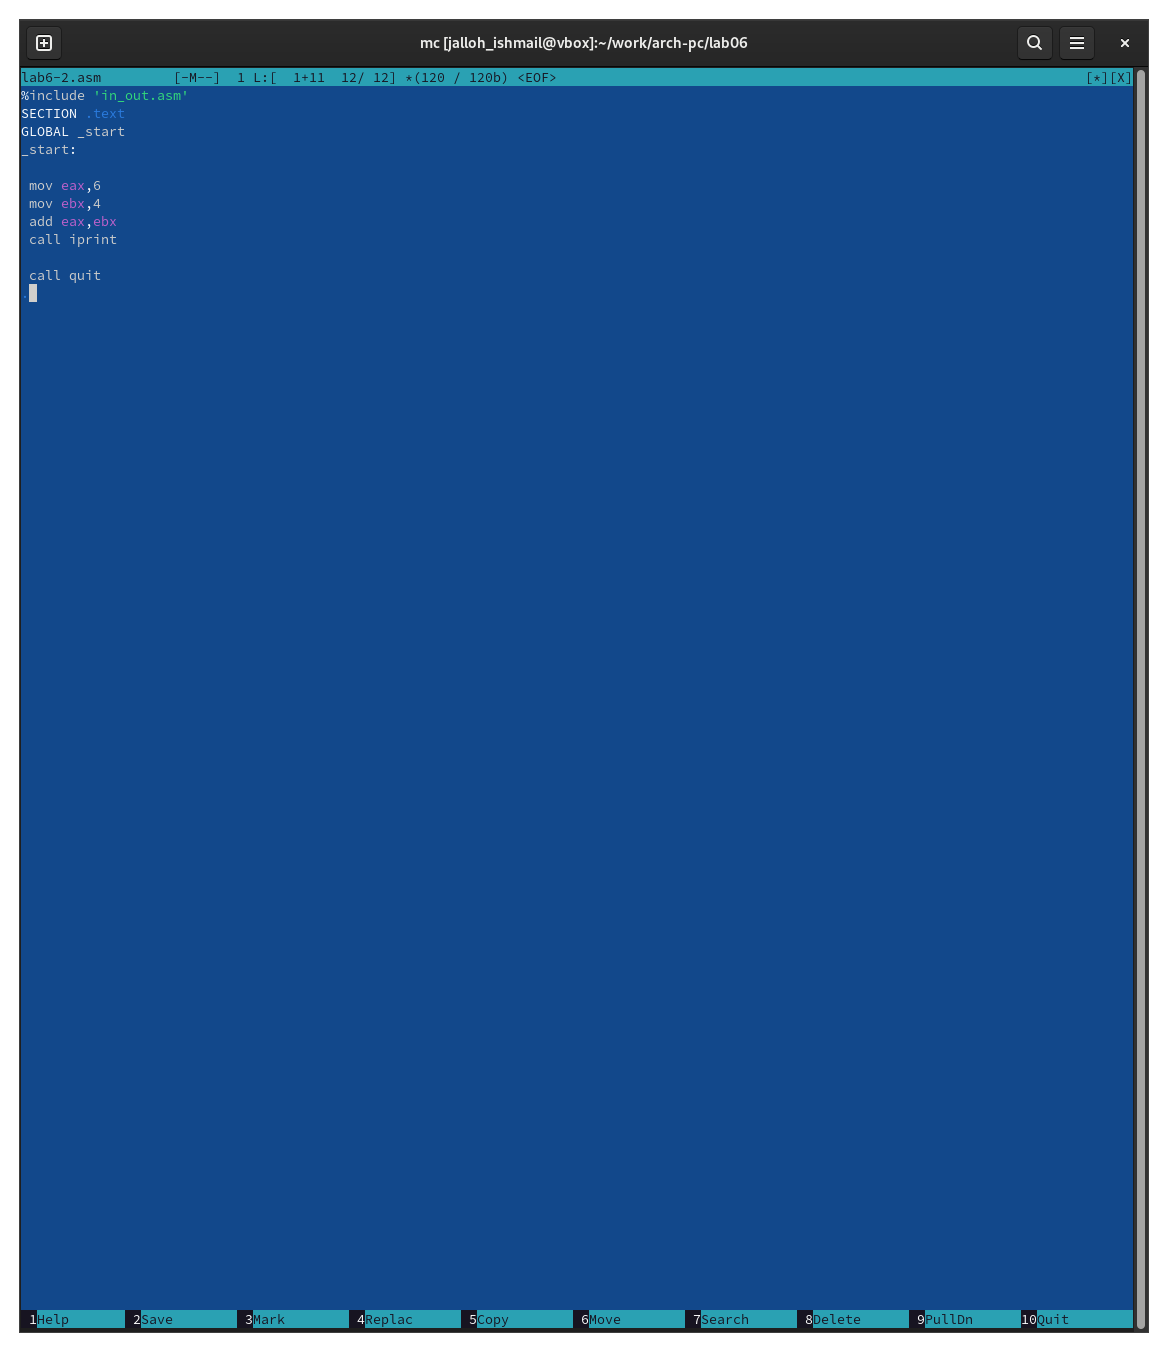 mc [jalloh_ishmail@vbox]:~/work/arch-pc/lab06
lab6-2.asm [-M--] 1 L:[ 1+11 12/ 12] *(120 / 120b) <EOF> [*][X]
%include 'in_out.asm'
SECTION .text
GLOBAL _start
_start:
mov eax,6
mov ebx,4
add eax,ebx
call iprint
call quit
.
1Help 2Save 3Mark 4Replac 5Copy 6Move 7Search 8Delete 9PullDn 10Quit